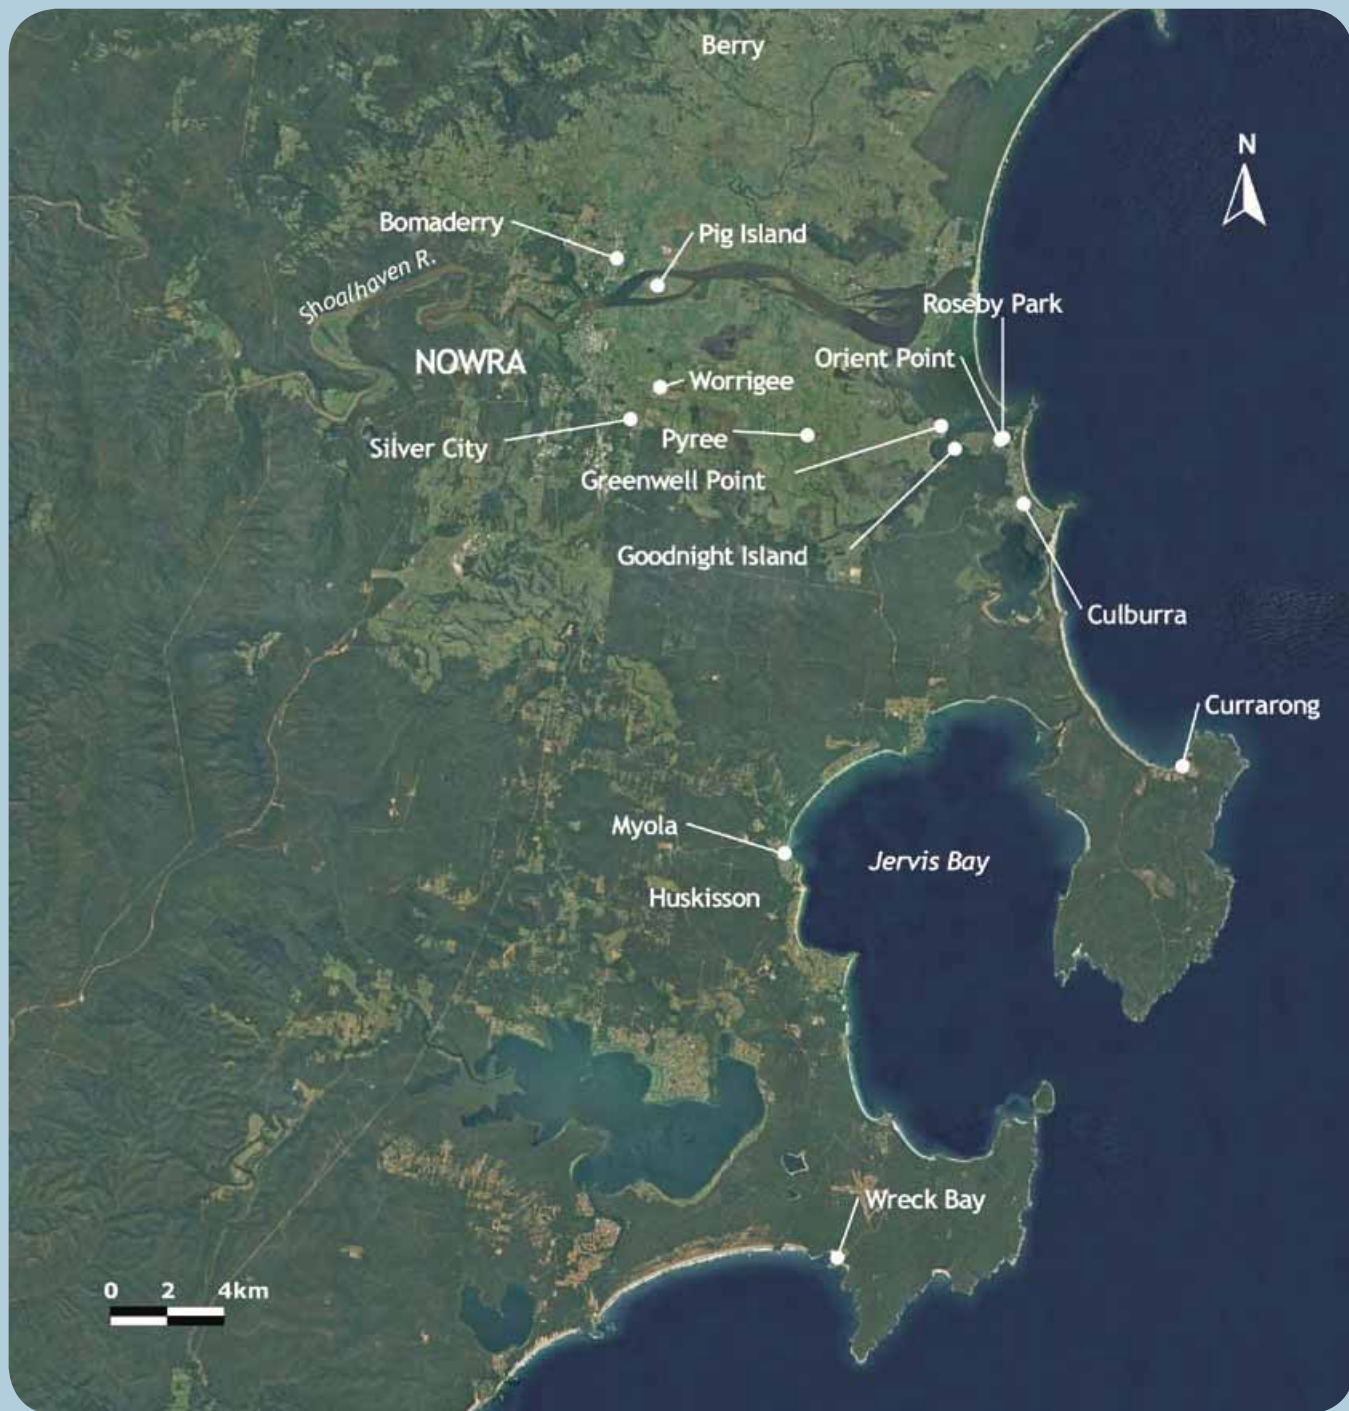 Berry
N
Bomaderry
Pig Island
Shoalhaven R.
Roseby Park
NOWRA
Orient Point
Worrigee
Silver City
Pyree
Greenwell Point
Goodnight Island
Culburra
Currarong
Myola
Jervis Bay
Huskisson
Wreck Bay
0 2 4km